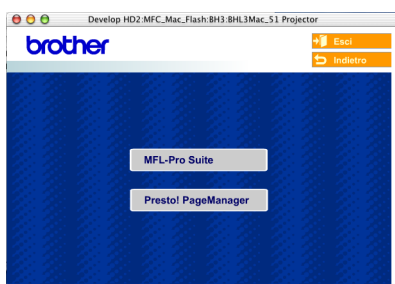 Develop HD2:MFC_Mac_Flash:BH3:BHL3Mac_51 Projector
brother
Esci
Indietro
MFL-Pro Suite
Presto! PageManager